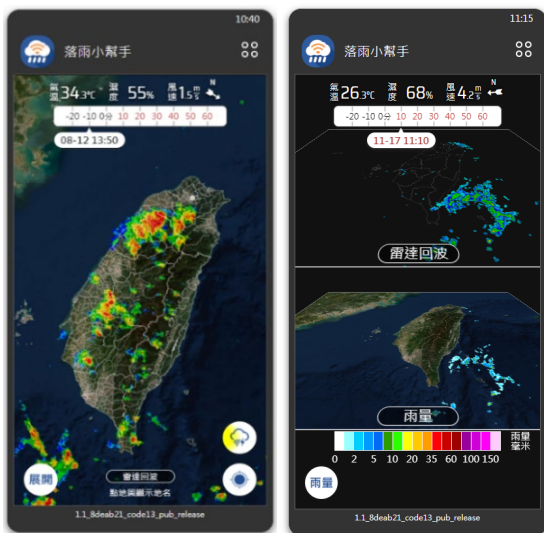 10:40
落雨小幫手
氣溫34.3°C 濕度 55% 風速1.5 m/s N
-20 -10 0分 10 20 30 40 50 60
08-12 13:50
展開
雷達回波
點地圖顯示地名
1.1_8deab21_code13_pub_release
11:15
落雨小幫手
氣溫26.3°C 濕度 68% 風速4.2 m/s N
-20 -10 0分 10 20 30 40 50 60
11-17 11:10
雷達回波
雨量
雨量毫米
0 2 5 10 20 35 60 100 150
雨量
1.1_8deab21_code13_pub_release